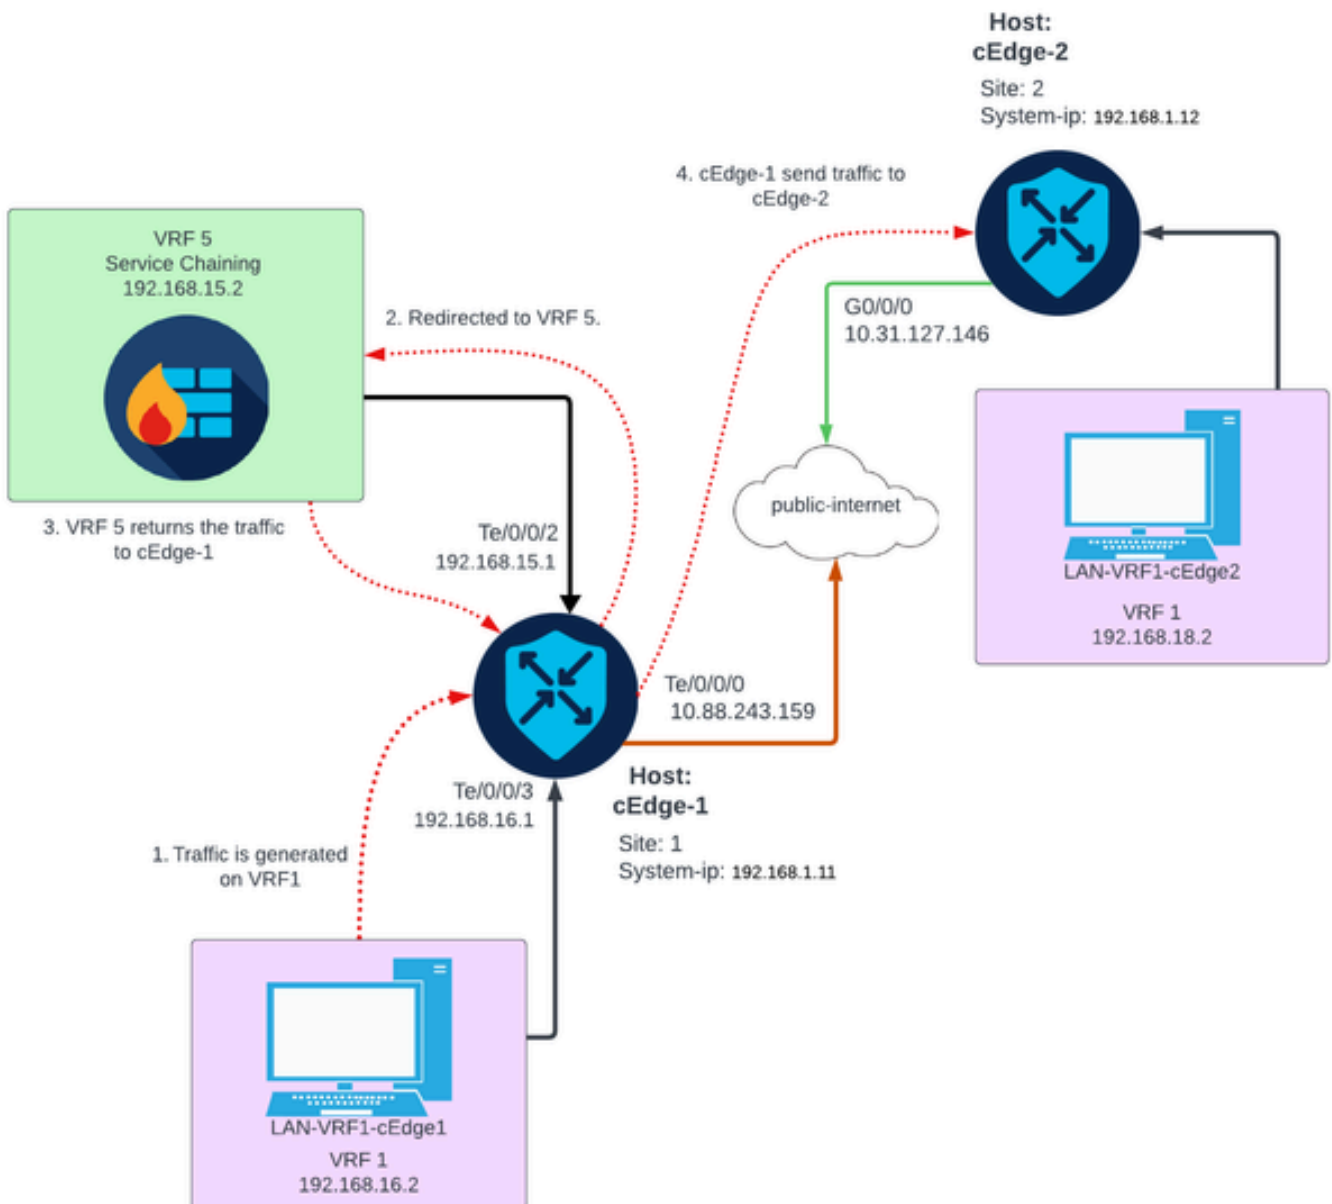 Host:
cEdge-2
Site: 2
System-ip: 192.168.1.12
4. cEdge-1 send traffic to
cEdge-2
VRF 5
Service Chaining
192.168.15.2
2. Redirected to VRF 5.
G0/0/0
10.31.127.146
public-internet
3. VRF 5 returns the traffic
to cEdge-1
Te/0/0/2
192.168.15.1
LAN-VRF1-cEdge2
VRF 1
192.168.18.2
Te/0/0/0
10.88.243.159
Host:
cEdge-1
Site: 1
System-ip: 192.168.1.11
Te/0/0/3
192.168.16.1
1. Traffic is generated
on VRF1
LAN-VRF1-cEdge1
VRF 1
192.168.16.2